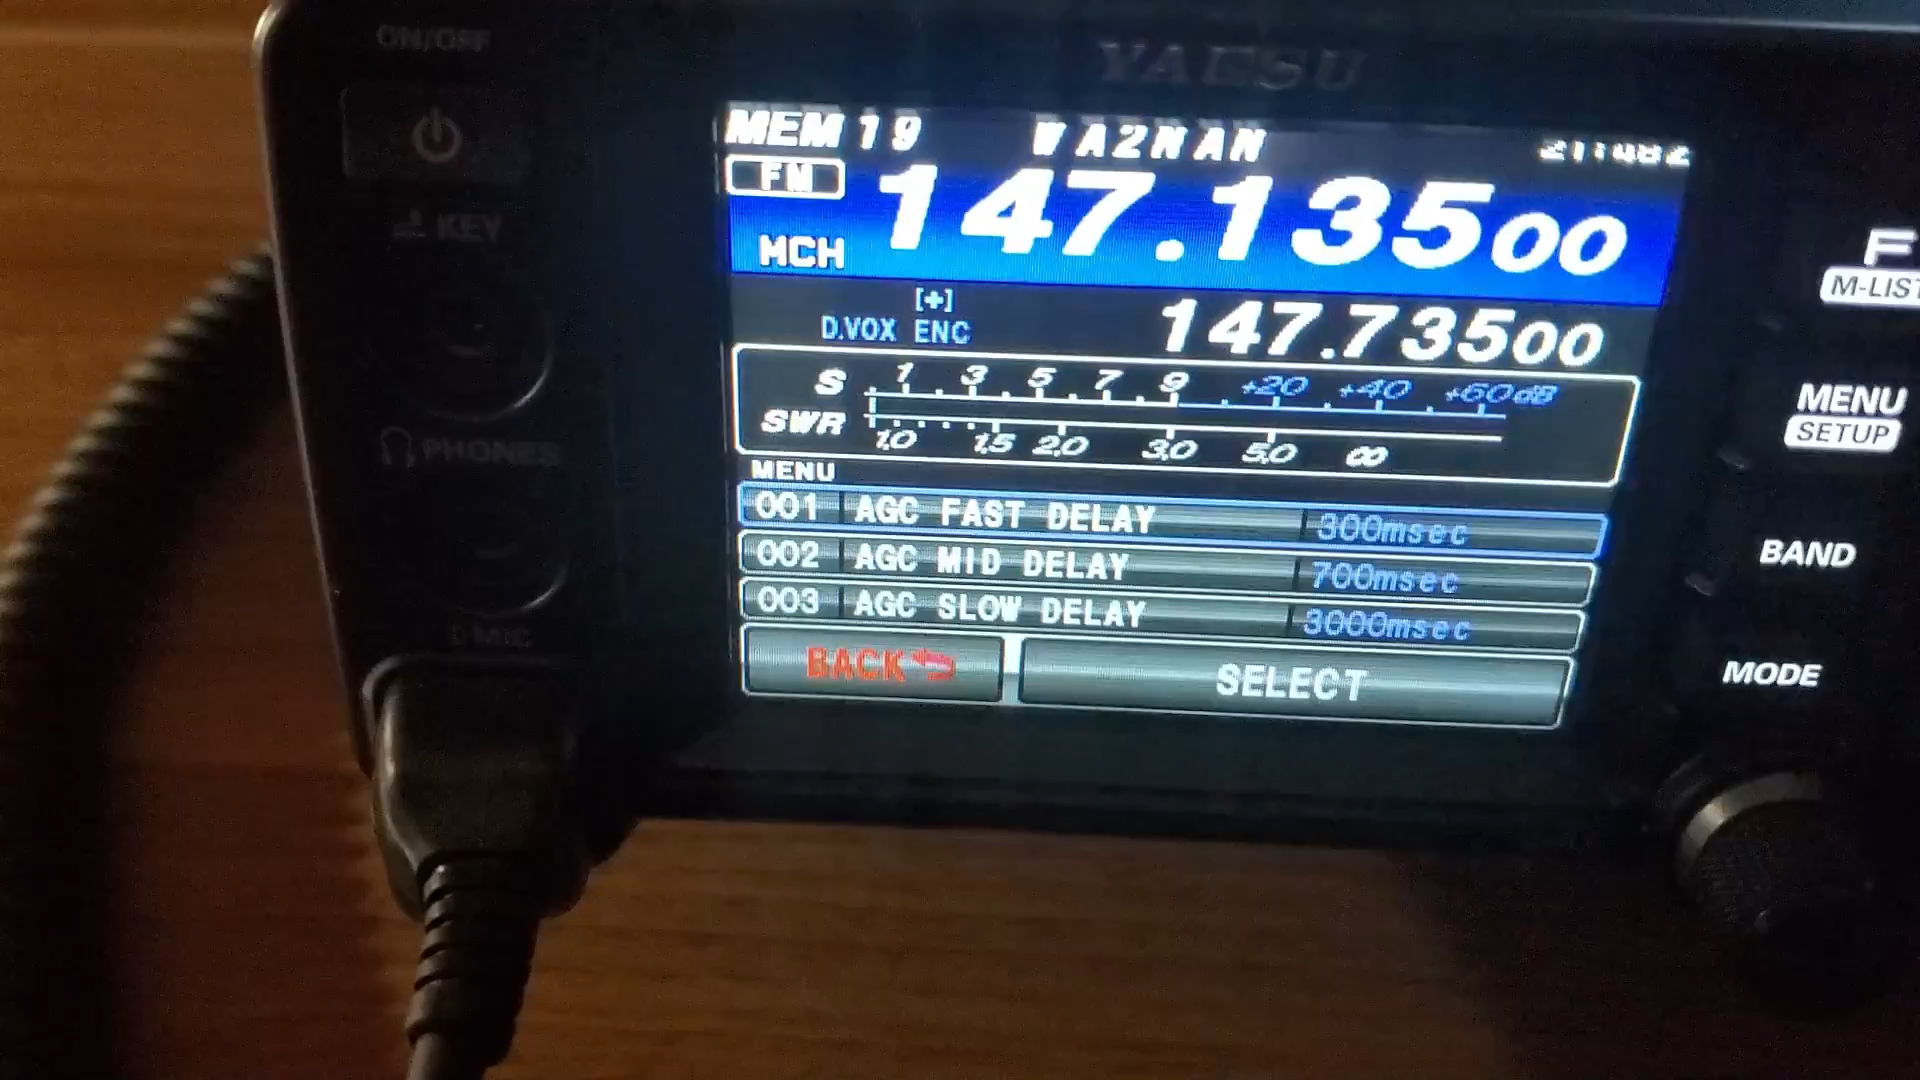 ON/OFF
YAESU
MEM 19 WA2NAN
FM 147.13500
MCH
KEY
[+]
D.VOX ENC 147.73500
S 1 3 5 7 9 +20 +40 +60dB
SWR 1.0 1.5 2.0 3.0 5.0 ∞
PHONES
MENU
001 AGC FAST DELAY 300msec
002 AGC MID DELAY 700msec
003 AGC SLOW DELAY 3000msec
MIC
BACK SELECT
F
M-LIST
MENU
SETUP
BAND
MODE